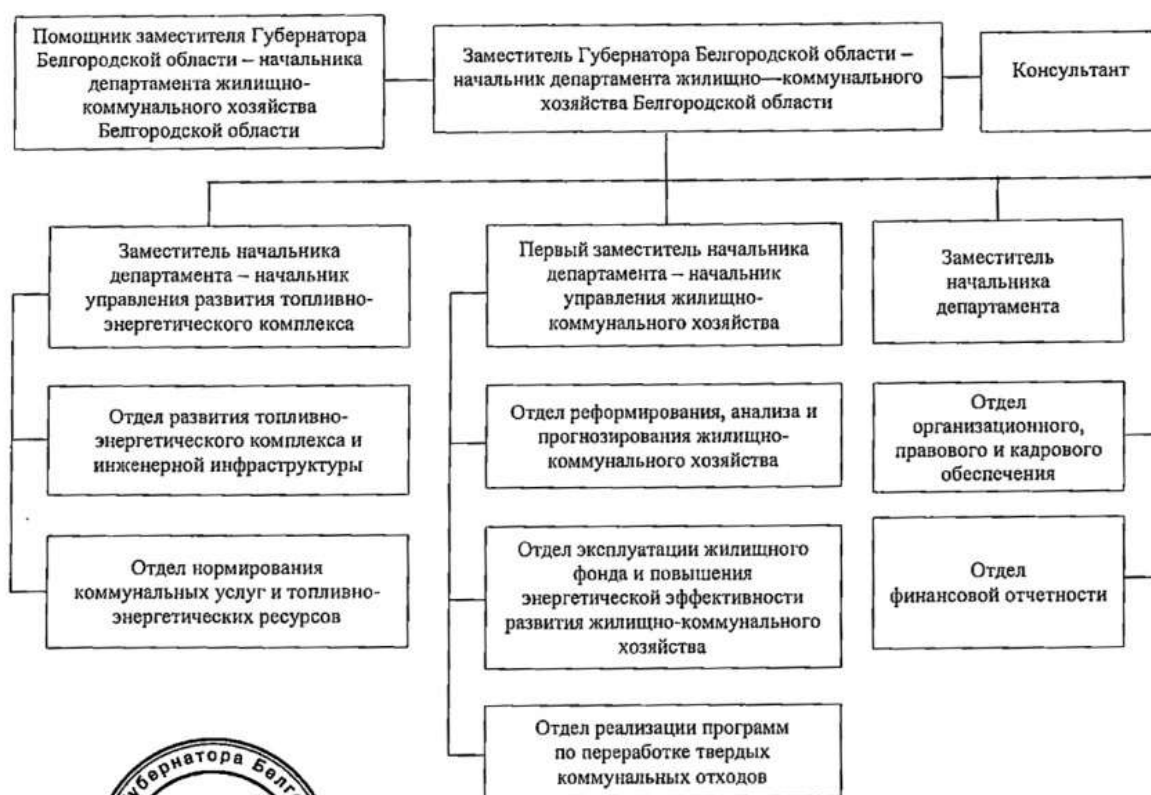 Помощник заместителя Губернатора
Белгородской области – начальника
департамента жилищно-
коммунального хозяйства
Белгородской области
Заместитель Губернатора Белгородской области –
начальник департамента жилищно—коммунального
хозяйства Белгородской области
Консультант
Заместитель начальника
департамента – начальник
управления развития топливно-
энергетического комплекса
Первый заместитель начальника
департамента – начальник
управления жилищно-
коммунального хозяйства
Заместитель
начальника
департамента
Отдел развития топливно-
энергетического комплекса и
инженерной инфраструктуры
Отдел реформирования, анализа и
прогнозирования жилищно-
коммунального хозяйства
Отдел
организационного,
правового и кадрового
обеспечения
Отдел нормирования
коммунальных услуг и топливно-
энергетических ресурсов
Отдел эксплуатации жилищного
фонда и повышения
энергетической эффективности
развития жилищно-коммунального
хозяйства
Отдел
финансовой отчетности
Отдел реализации программ
по переработке твердых
коммунальных отходов
убернатора Белго